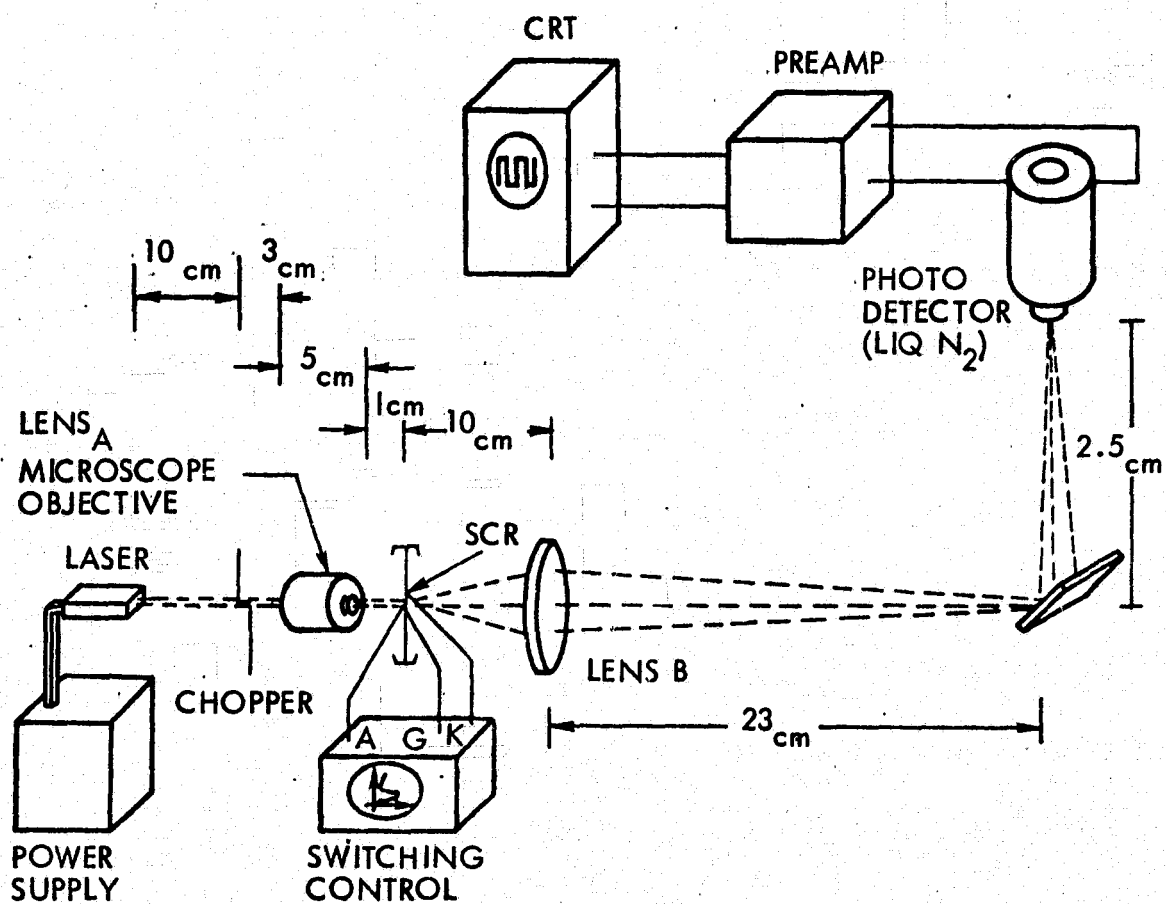 CRT
PREAMP
10 cm
3 cm
PHOTO
DETECTOR
(LIQ N2)
5 cm
1cm
10 cm
LENS A
MICROSCOPE
OBJECTIVE
2.5 cm
SCR
LASER
LENS B
CHOPPER
23 cm
A G K
POWER
SUPPLY
SWITCHING
CONTROL